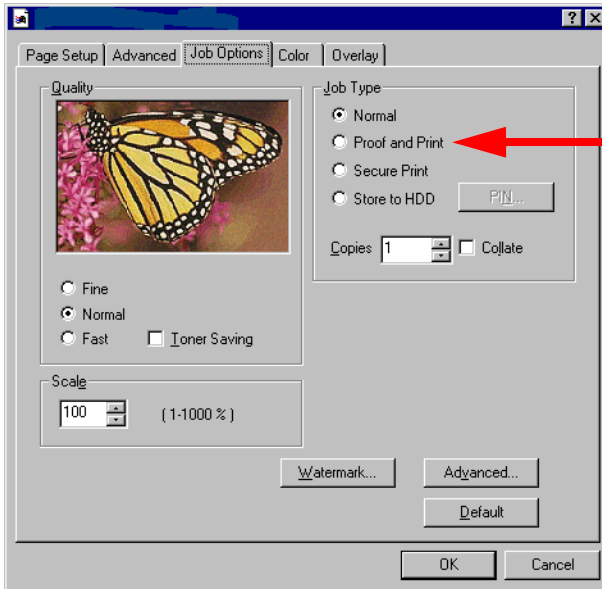 Page Setup Advanced Job Options Color Overlay
Quality
Fine
Normal
Fast Toner Saving
Scale
100 (1-1000 %)
Job Type
Normal
Proof and Print
Secure Print
Store to HDD PIN...
Copies 1 Collate
Watermark... Advanced...
Default
OK Cancel